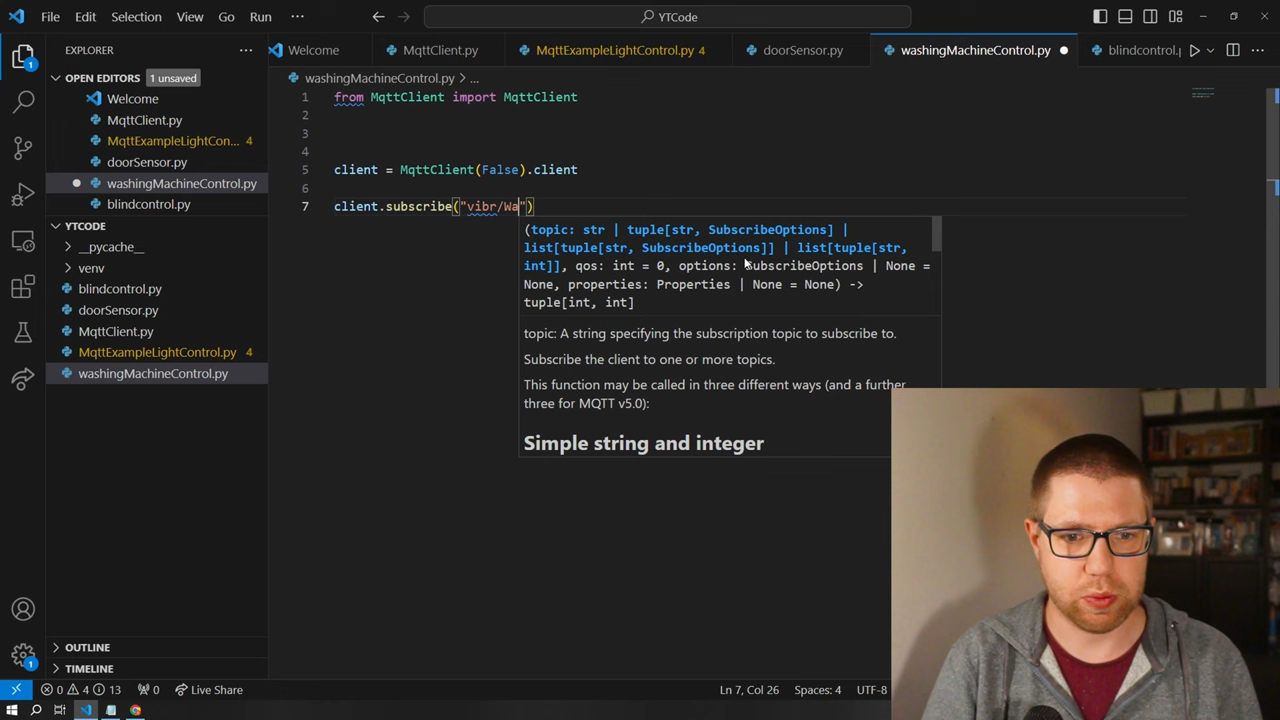 File Edit Selection View Go Run ··· YTCode
EXPLORER ···
Welcome MqttClient.py MqttExampleLightControl.py 4 doorSensor.py washingMachineControl.py blindcontrol.
OPEN EDITORS 1 unsaved
Welcome
MqttClient.py
MqttExampleLightCon... 4
doorSensor.py
washingMachineControl.py
blindcontrol.py
YTCODE
__pycache__
venv
blindcontrol.py
doorSensor.py
MqttClient.py
MqttExampleLightControl.py 4
washingMachineControl.py
OUTLINE
TIMELINE
washingMachineControl.py > ...
1 from MqttClient import MqttClient
2
3
4
5 client = MqttClient(False).client
6
7 client.subscribe("vibr/Wa")
(topic: str | tuple[str, SubscribeOptions] |
list[tuple[str, SubscribeOptions]] | list[tuple[str,
int]], qos: int = 0, options: SubscribeOptions | None =
None, properties: Properties | None = None) ->
tuple[int, int]
topic: A string specifying the subscription topic to subscribe to.
Subscribe the client to one or more topics.
This function may be called in three different ways (and a further
three for MQTT v5.0):
Simple string and integer
1
1
0 4 13 0 Live Share Ln 7, Col 26 Spaces: 4 UTF-8